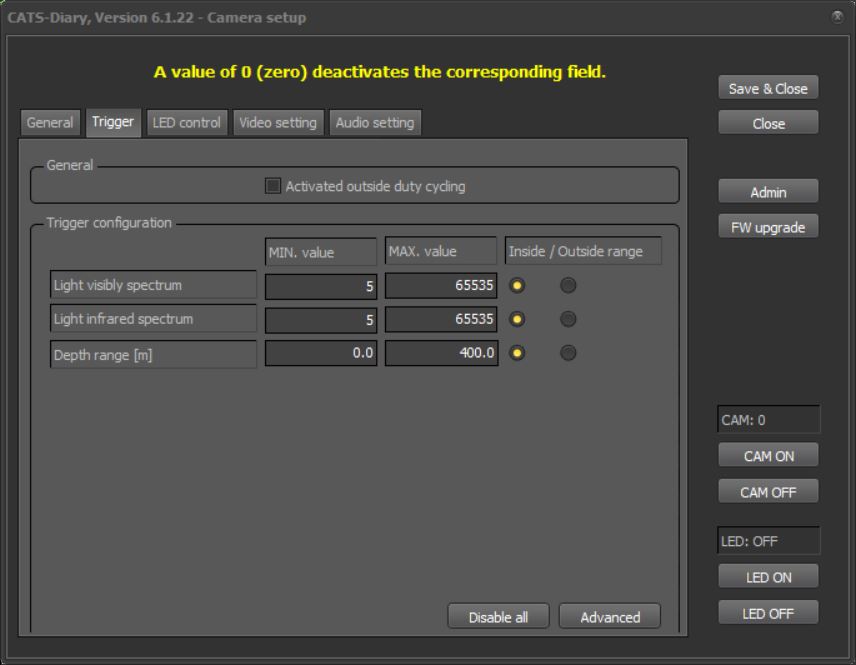 CATS-Diary, Version 6.1.22 - Camera setup
A value of 0 (zero) deactivates the corresponding field.
Save & Close
General Trigger LED control Video setting Audio setting
Close
General
Activated outside duty cycling
Admin
FW upgrade
Trigger configuration
MIN. value MAX. value Inside / Outside range
Light visibly spectrum 5 65535
Light infrared spectrum 5 65535
Depth range [m] 0.0 400.0
CAM: 0
CAM ON
CAM OFF
LED: OFF
LED ON
LED OFF
Disable all Advanced